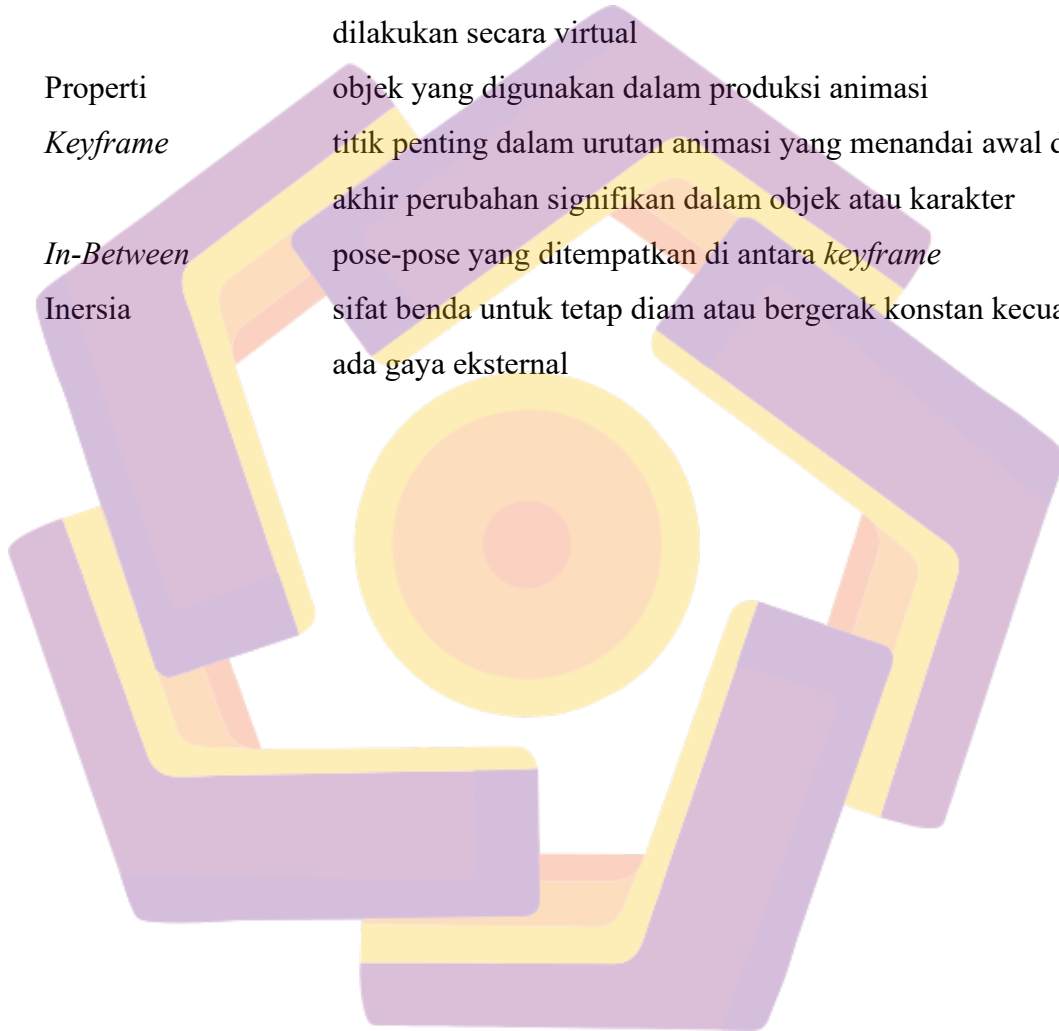 dilakukan secara virtual
Properti objek yang digunakan dalam produksi animasi
Keyframe titik penting dalam urutan animasi yang menandai awal
akhir perubahan signifikan dalam objek atau karakter
In-Between pose-pose yang ditempatkan di antara keyframe
Inersia sifat benda untuk tetap diam atau bergerak konstan
ada gaya eksternal